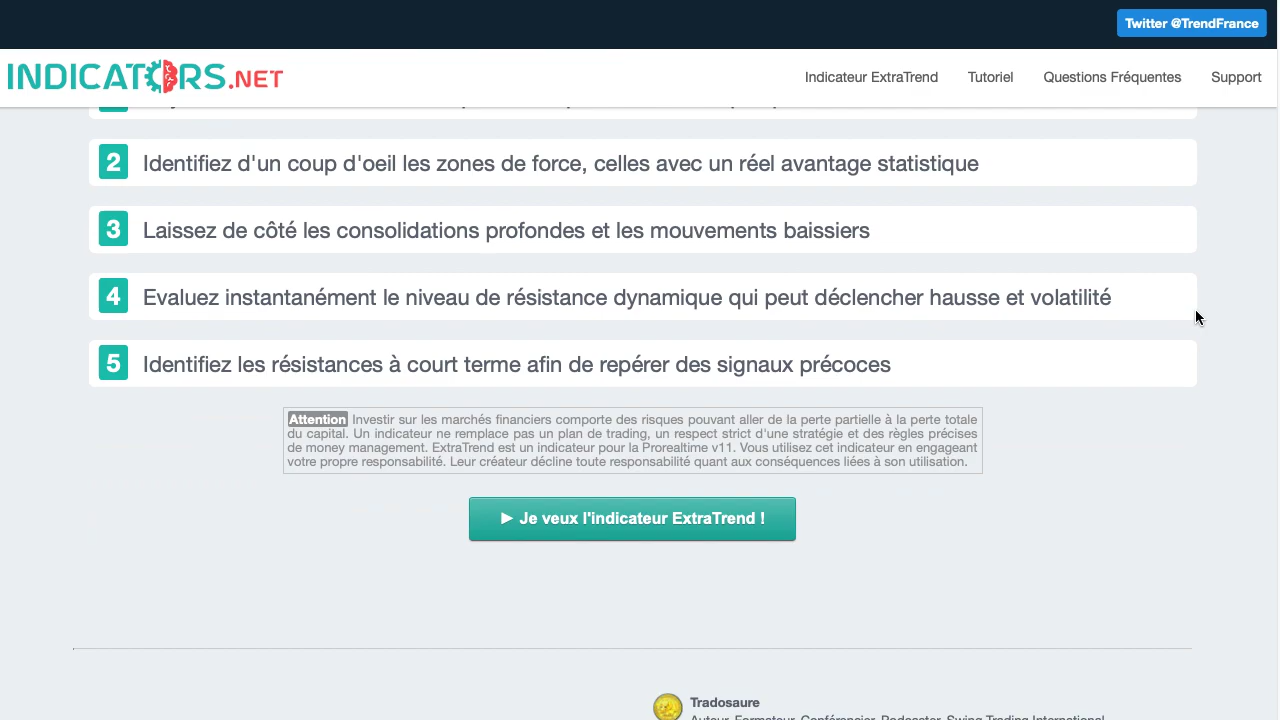 Twitter @TrendFrance
INDICATORS.NET
Indicateur ExtraTrend
Tutoriel
Questions Fréquentes
Support
2 Identifiez d'un coup d'oeil les zones de force, celles avec un réel avantage statistique
3 Laissez de côté les consolidations profondes et les mouvements baissiers
4 Evaluez instantanément le niveau de résistance dynamique qui peut déclencher hausse et volatilité
5 Identifiez les résistances à court terme afin de repérer des signaux précoces
Attention Investir sur les marchés financiers comporte des risques pouvant aller de la perte partielle à la perte totale
du capital. Un indicateur ne remplace pas un plan de trading, un respect strict d'une stratégie et des règles précises
de money management. ExtraTrend est un indicateur pour la Prorealtime v11. Vous utilisez cet indicateur en engageant
votre propre responsabilité. Leur créateur décline toute responsabilité quant aux conséquences liées à son utilisation.
► Je veux l'indicateur ExtraTrend !
Tradosaure
Auteur, Formateur, Conférencier, Podcaster, Swing Trading International